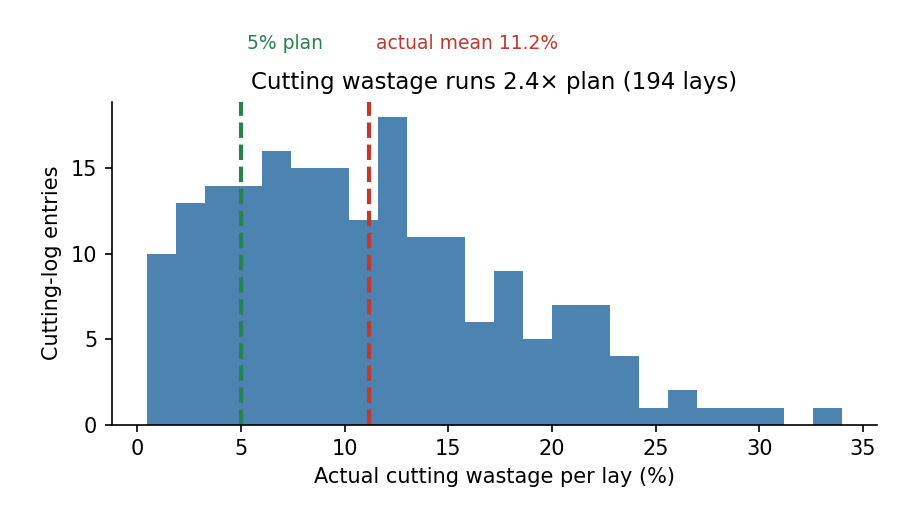 5% plan
actual mean 11.2%
Cutting wastage runs 2.4× plan (194 lays)
Cutting-log entries
15
10
5
0
0 5 10 15 20 25 30 35
Actual cutting wastage per lay (%)